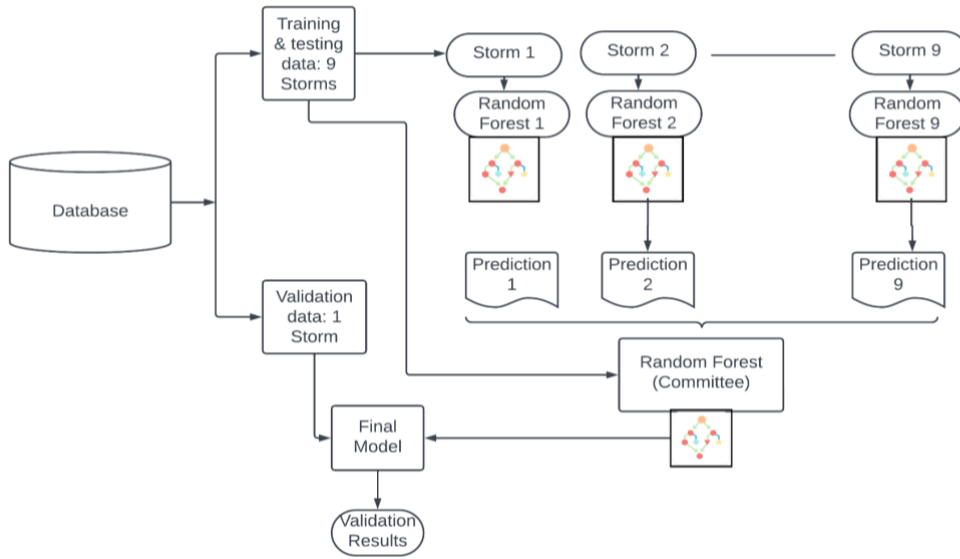 Training
& testing
data: 9
Storms
Storm 1
Storm 2
Storm 9
Random
Forest 1
Random
Forest 2
Random
Forest 9
Database
Prediction
1
Prediction
2
Prediction
9
Validation
data: 1
Storm
Random Forest
(Committee)
Final
Model
Validation
Results